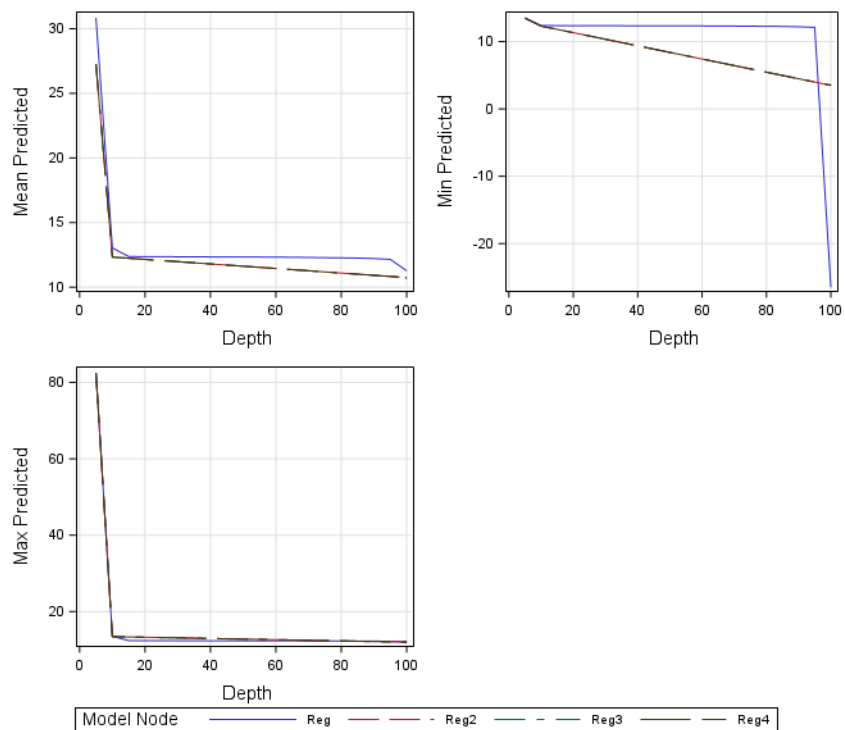 Mean Predicted
30
25
20
15
10
0 20 40 60 80 100
Depth
Min Predicted
10
0
-10
-20
20 40 60 80 100
Depth
Max Predicted
80
60
40
20
0 20 40 60 80 100
Depth
Model Node Reg Reg2 Reg3 Reg4